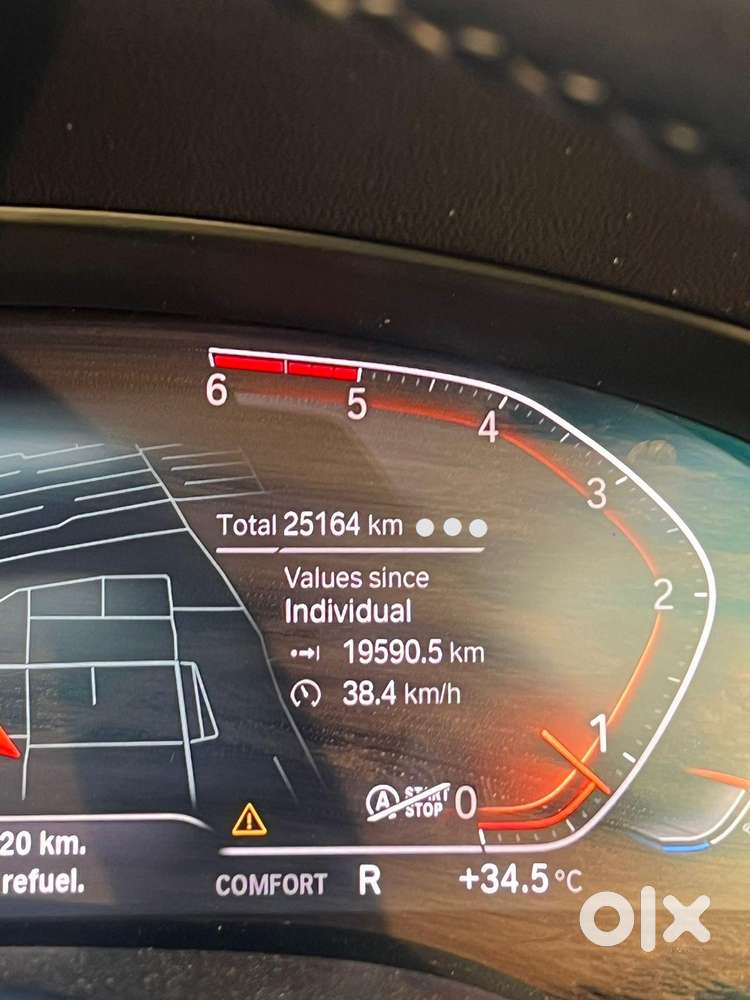 6
5
4
3
Total 25164 km
Values since
Individual
2
19590.5 km
38.4 km/h
1
A START STOP 0
20 km.
refuel.
COMFORT R +34.5 °C
olx